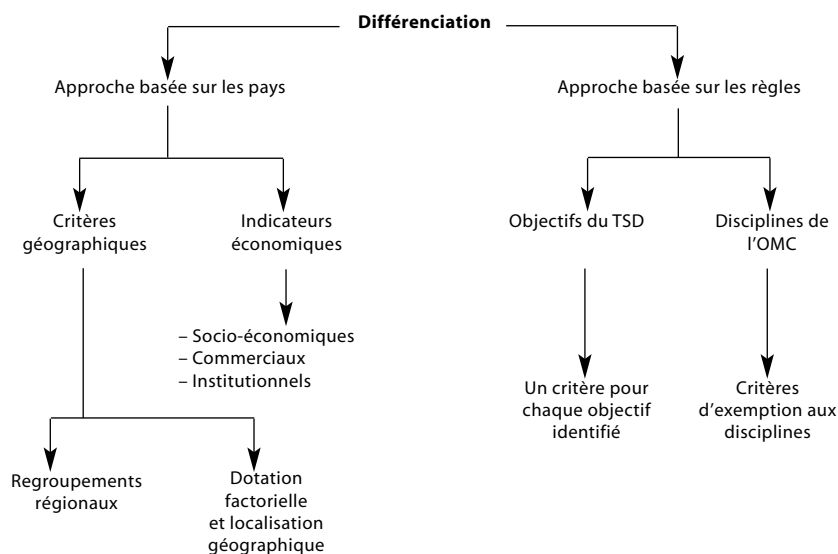 Différenciation
Approche basée sur les pays
Approche basée sur les règles
Critères
géographiques
Indicateurs
économiques
Objectifs du TSD
Disciplines de
l’OMC
– Socio-économiques
– Commerciaux
– Institutionnels
Un critère pour
chaque objectif
identifié
Critères
d’exemption aux
disciplines
Regroupements
régionaux
Dotation
factorielle
et localisation
géographique